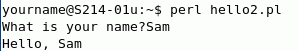 yourname@S214-01u:~$ perl hello2.pl
What is your name?Sam
Hello, Sam